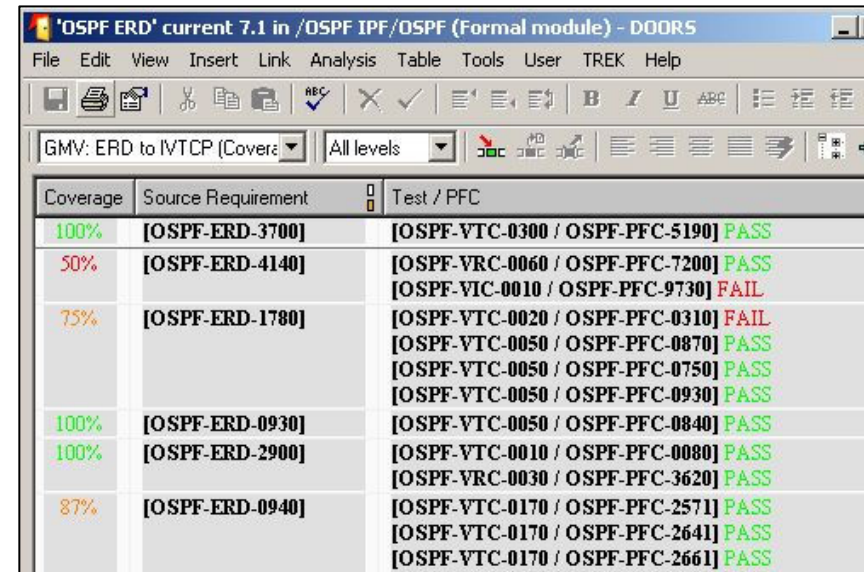 'OSPF ERD' current 7.1 in /OSPF IPF/OSPF (Formal module) - DOORS
File Edit View Insert Link Analysis Table Tools User TREK Help
ABC B I U ABC
GMV: ERD to IVTCP (Covera All levels
Coverage Source Requirement Test / PFC
100% [OSPF-ERD-3700] [OSPF-VTC-0300 / OSPF-PFC-5190] PASS
50% [OSPF-ERD-4140] [OSPF-VRC-0060 / OSPF-PFC-7200] PASS
[OSPF-VIC-0010 / OSPF-PFC-9730] FAIL
75% [OSPF-ERD-1780] [OSPF-VTC-0020 / OSPF-PFC-0310] FAIL
[OSPF-VTC-0050 / OSPF-PFC-0870] PASS
[OSPF-VTC-0050 / OSPF-PFC-0750] PASS
[OSPF-VTC-0050 / OSPF-PFC-0930] PASS
100% [OSPF-ERD-0930] [OSPF-VTC-0050 / OSPF-PFC-0840] PASS
100% [OSPF-ERD-2900] [OSPF-VTC-0010 / OSPF-PFC-0080] PASS
[OSPF-VRC-0030 / OSPF-PFC-3620] PASS
87% [OSPF-ERD-0940] [OSPF-VTC-0170 / OSPF-PFC-2571] PASS
[OSPF-VTC-0170 / OSPF-PFC-2641] PASS
[OSPF-VTC-0170 / OSPF-PFC-2661] PASS